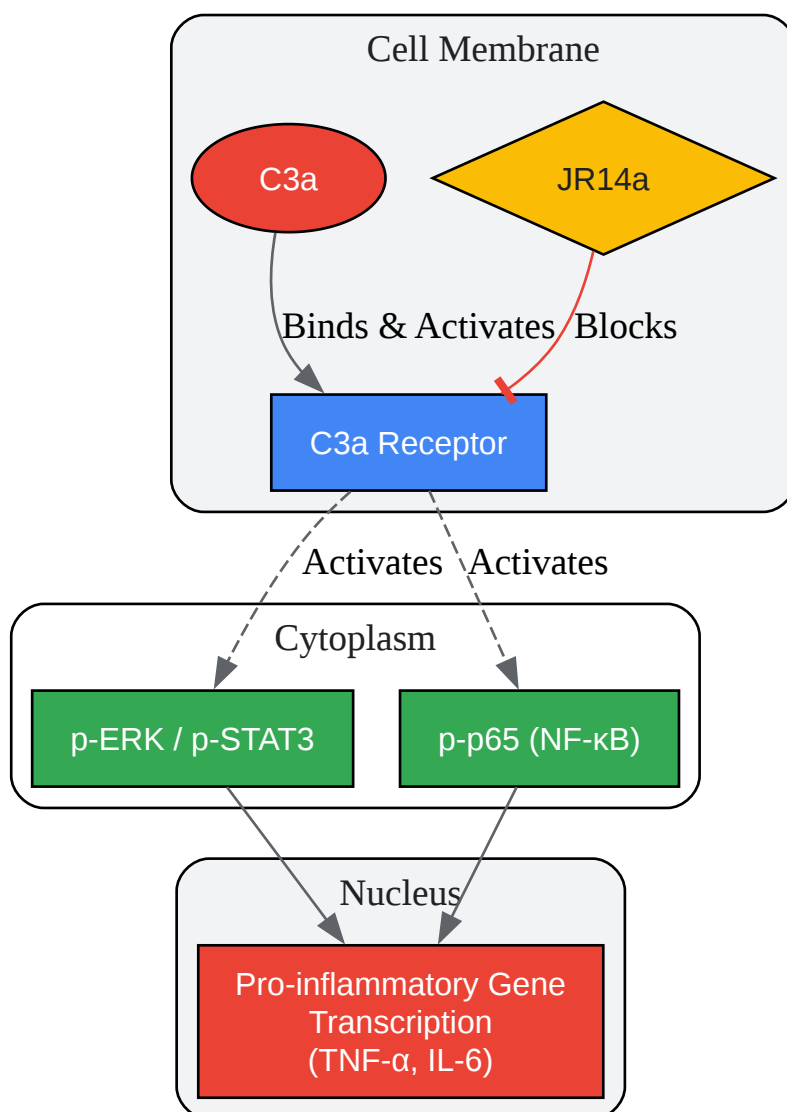 Cell Membrane
C3a
JR14a
Binds & Activates
Blocks
C3a Receptor
Activates
Activates
Cytoplasm
p-ERK / p-STAT3
p-p65 (NF-κB)
Nucleus
Pro-inflammatory Gene
Transcription
(TNF-α, IL-6)